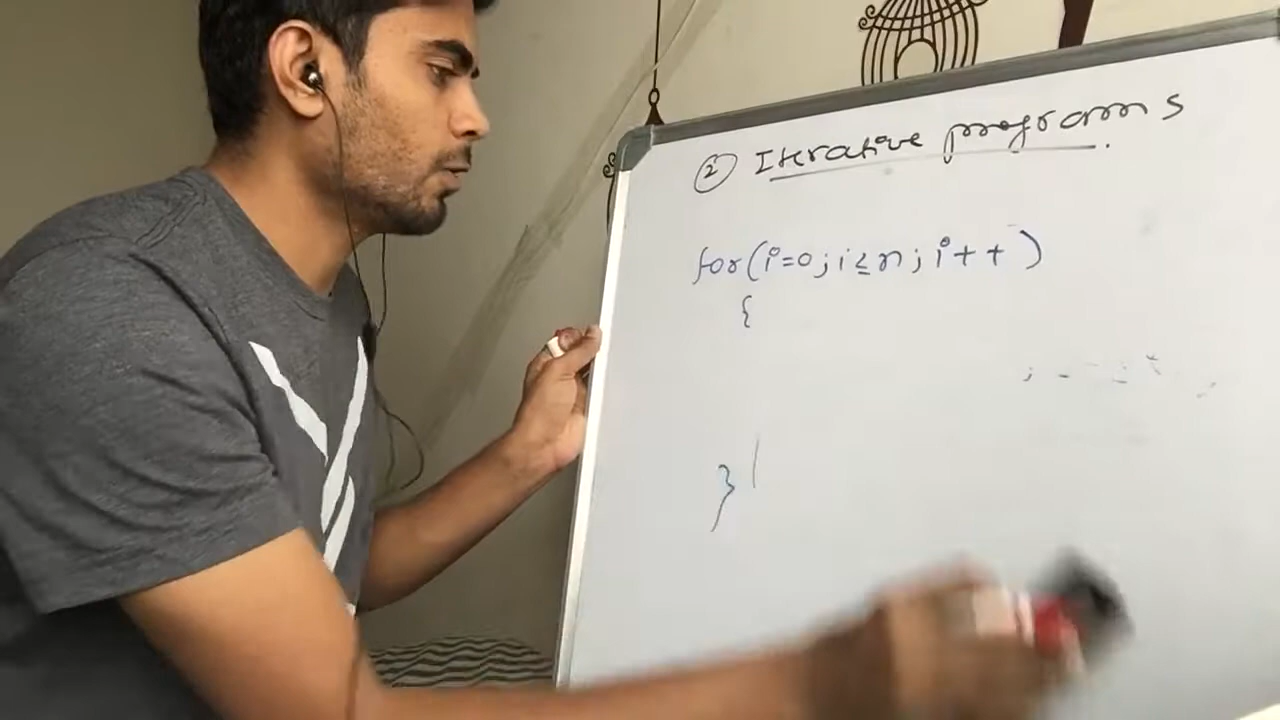 ② Iterative programs.
for(i=0; i≤n; i++)
{
}